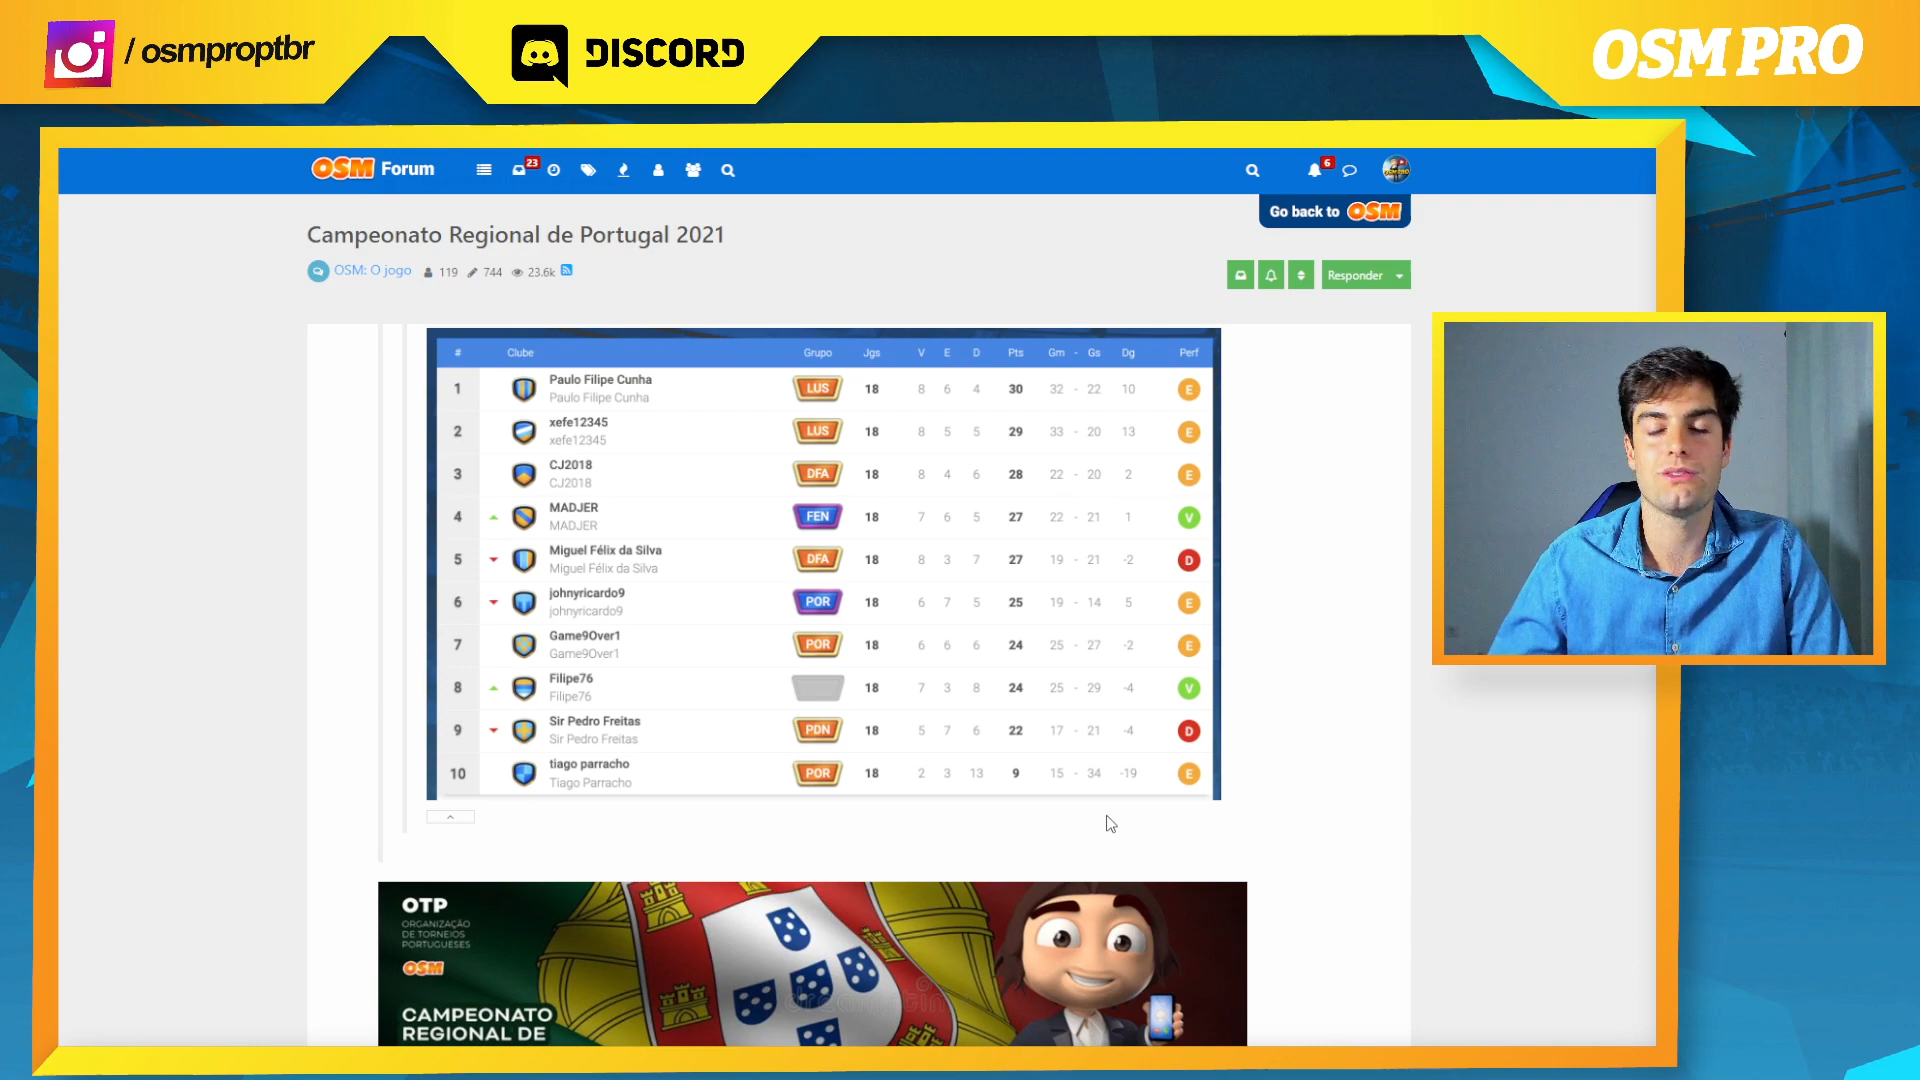 / osmproptbr
DISCORD
OSM PRO
OSM Forum
23
6
Go back to OSM
Campeonato Regional de Portugal 2021
OSM: O jogo 119 744 23.6k
Responder
# Clube Grupo Jgs V E D Pts Gm - Gs Dg Perf
1 Paulo Filipe Cunha LUS 18 8 6 4 30 32 - 22 10 E
Paulo Filipe Cunha
2 xefe12345 LUS 18 8 5 5 29 33 - 20 13 E
xefe12345
3 CJ2018 DFA 18 8 4 6 28 22 - 20 2 E
CJ2018
4 MADJER FEN 18 7 6 5 27 22 - 21 1 V
MADJER
5 Miguel Félix da Silva DFA 18 8 3 7 27 19 - 21 -2 D
Miguel Félix da Silva
6 johnyricardo9 POR 18 6 7 5 25 19 - 14 5 E
johnyricardo9
7 Game9Over1 POR 18 6 6 6 24 25 - 27 -2 E
Game9Over1
8 Filipe76 18 7 3 8 24 25 - 29 -4 V
Filipe76
9 Sir Pedro Freitas PDN 18 5 7 6 22 17 - 21 -4 D
Sir Pedro Freitas
10 tiago parracho POR 18 2 3 13 9 15 - 34 -19 E
Tiago Parracho
OTP
ORGANIZAÇÃO
DE TORNEIOS
PORTUGUESES
OSM
CAMPEONATO
REGIONAL DE